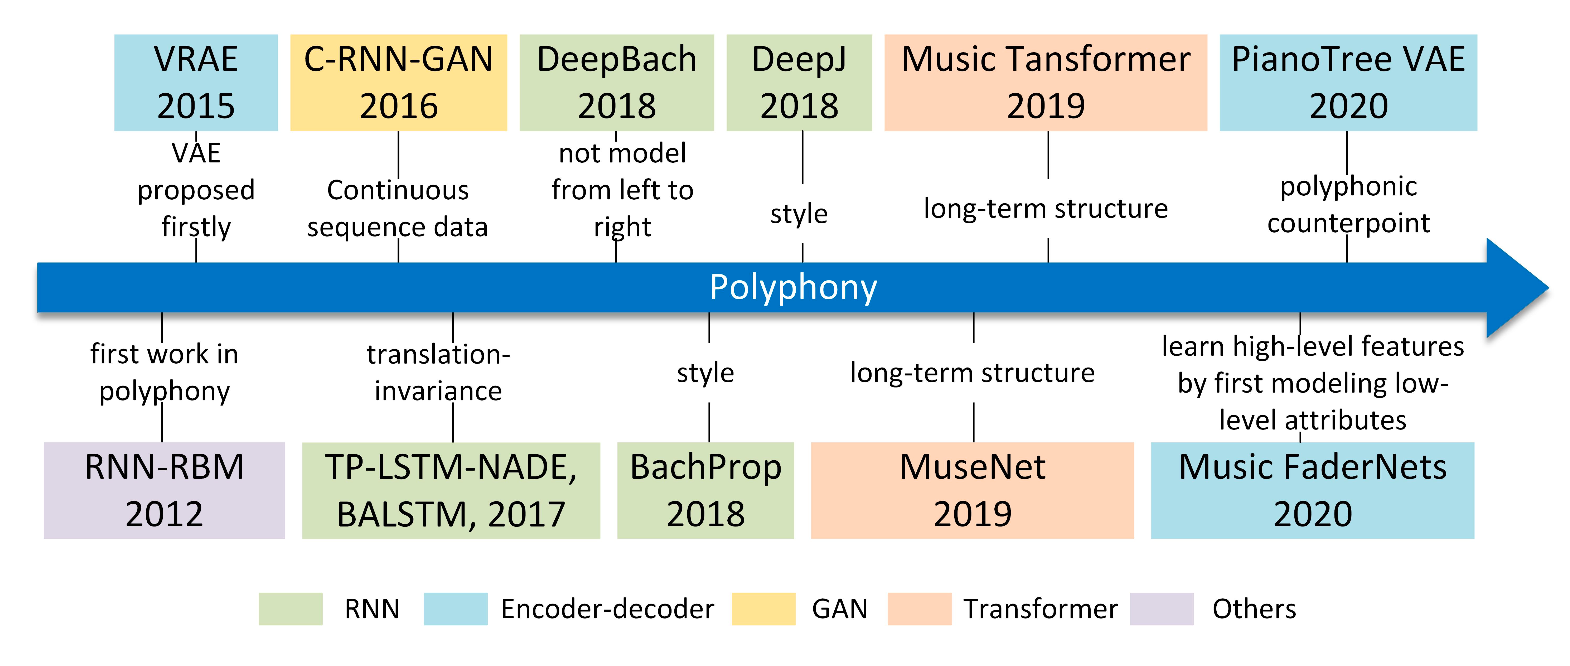 VRAE
2015
C-RNN-GAN
2016
DeepBach
2018
DeepJ
2018
Music Tansformer
2019
PianoTree VAE
2020
VAE
proposed
firstly
Continuous
sequence data
not model
from left to
right
style
long-term structure
polyphonic
counterpoint
Polyphony
first work in
polyphony
translation-
invariance
style
long-term structure
learn high-level features
by first modeling low-
level attributes
RNN-RBM
2012
TP-LSTM-NADE,
BALSTM, 2017
BachProp
2018
MuseNet
2019
Music FaderNets
2020
RNN
Encoder-decoder
GAN
Transformer
Others